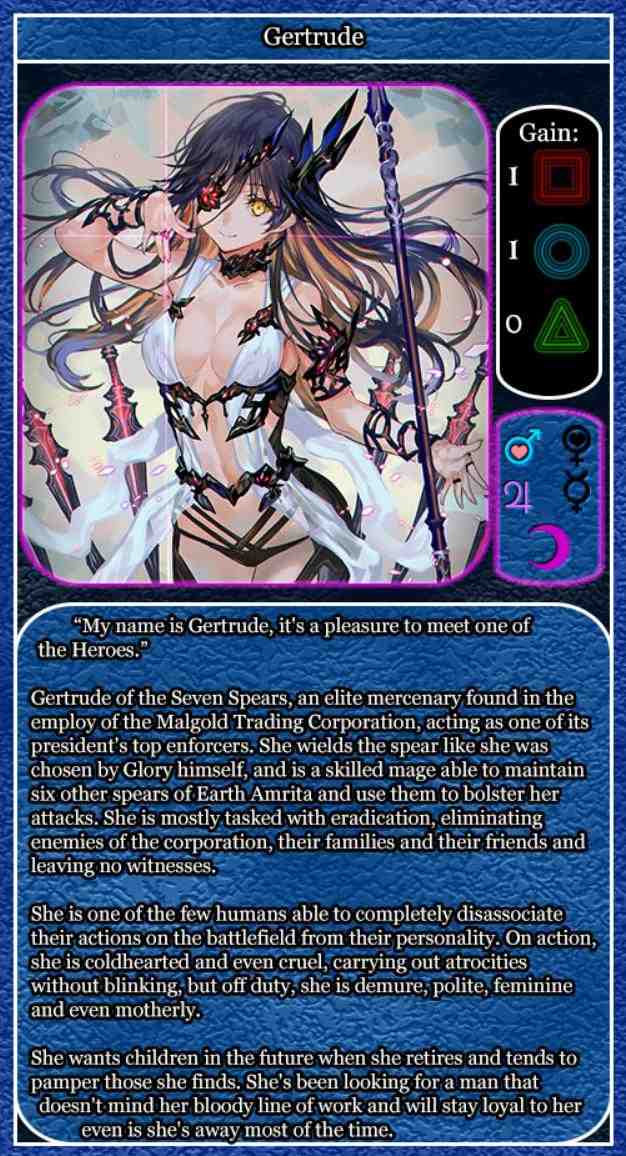 Gertrude
Gain:
1
1
0
“My name is Gertrude, it's a pleasure to meet one of
the Heroes.”
Gertrude of the Seven Spears, an elite mercenary found in the
employ of the Malgold Trading Corporation, acting as one of its
president's top enforcers. She wields the spear like she was
chosen by Glory himself, and is a skilled mage able to maintain
six other spears of Earth Amrita and use them to bolster her
attacks. She is mostly tasked with eradication, eliminating
enemies of the corporation, their families and their friends and
leaving no witnesses.
She is one of the few humans able to completely disassociate
their actions on the battlefield from their personality. On action,
she is coldhearted and even cruel, carrying out atrocities
without blinking, but off duty, she is demure, polite, feminine
and even motherly.
She wants children in the future when she retires and tends to
pamper those she finds. She's been looking for a man that
doesn't mind her bloody line of work and will stay loyal to her
even is she's away most of the time.